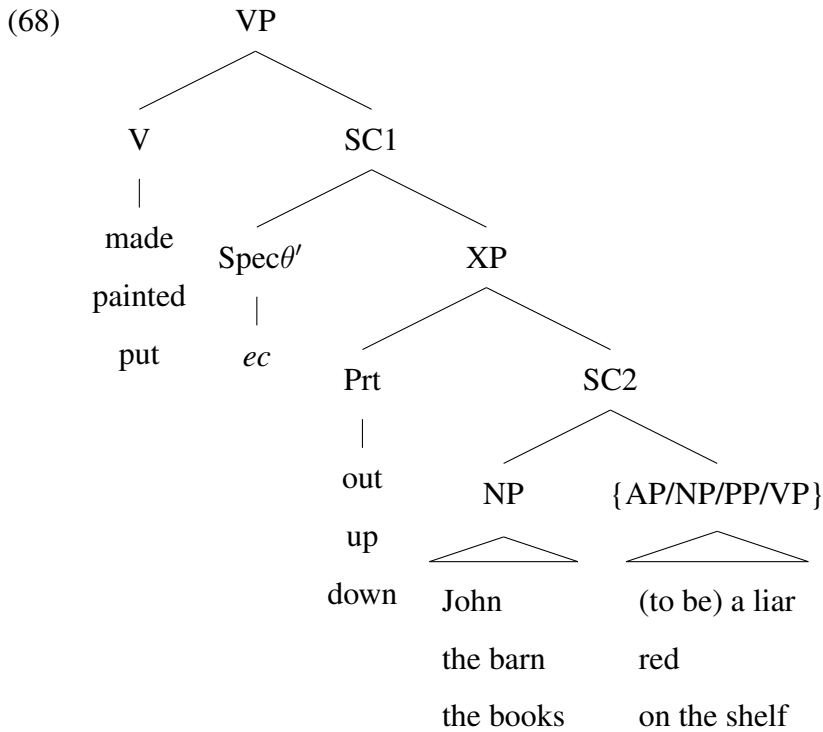 (68) VP
V SC1
made Specθ′ XP
painted
put ec Prt SC2
out NP {AP/NP/PP/VP}
up
down John (to be) a liar
the barn red
the books on the shelf